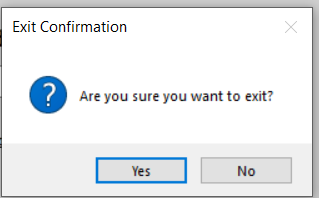 Exit Confirmation
Are you sure you want to exit?
Yes No